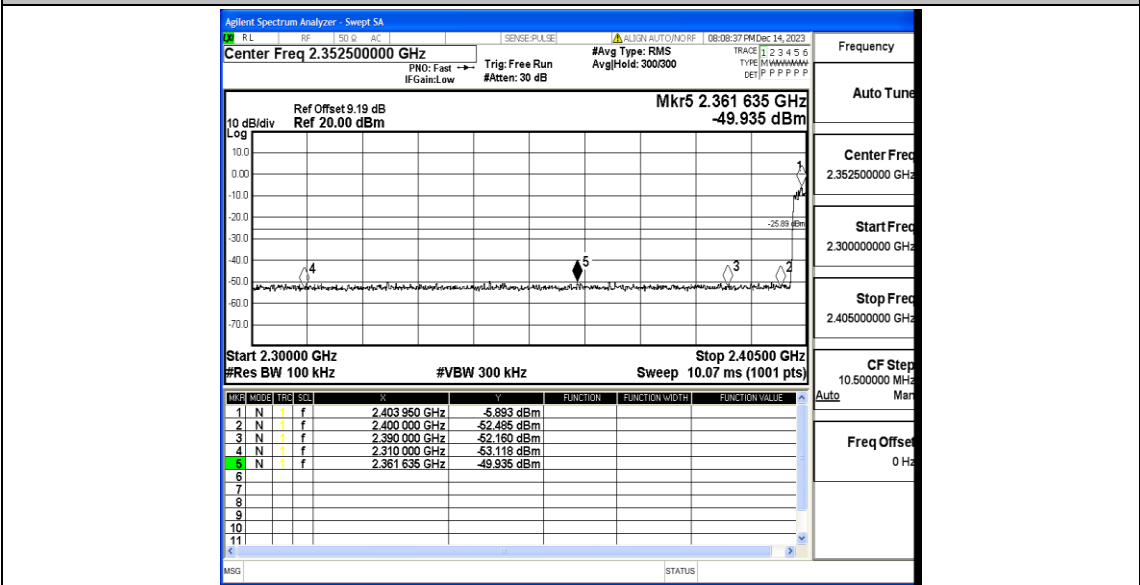 Agilent Spectrum Analyzer - Swept SA
LXI RL RF 50 Ω AC SENSE:PULSE ALIGN AUTO/NO RF 08:08:37 PM Dec 14, 2023
Center Freq 2.352500000 GHz
PNO: Fast
IFGain:Low
Trig: Free Run
#Atten: 30 dB
#Avg Type: RMS
Avg|Hold: 300/300
TRACE 1 2 3 4 5 6
TYPE M WWWWW
DET P P P P P P
Frequency
Auto Tune
Center Freq
2.352500000 GHz
Start Freq
2.300000000 GHz
Stop Freq
2.405000000 GHz
CF Step
10.500000 MHz
Auto Man
Freq Offset
0 Hz
Mkr5 2.361 635 GHz
-49.935 dBm
Ref Offset 9.19 dB
10 dB/div Ref 20.00 dBm
Log
10.0
0.00
-10.0
-20.0
-30.0
-40.0
-50.0
-60.0
-70.0
1
-25.89 dBm
4
5
3
2
Start 2.30000 GHz Stop 2.40500 GHz
#Res BW 100 kHz #VBW 300 kHz Sweep 10.07 ms (1001 pts)
MKR MODE TRC SCL X Y FUNCTION FUNCTION WIDTH FUNCTION VALUE
1 N 1 f 2.403 950 GHz -5.893 dBm
2 N 1 f 2.400 000 GHz -52.485 dBm
3 N 1 f 2.390 000 GHz -52.160 dBm
4 N 1 f 2.310 000 GHz -53.118 dBm
5 N 1 f 2.361 635 GHz -49.935 dBm
6
7
8
9
10
11
MSG STATUS